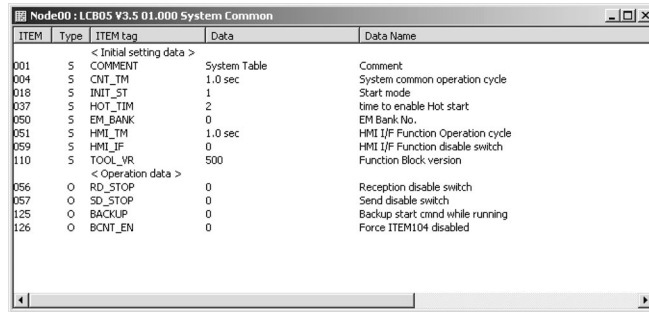 Node00 : LCB05 V3.5 01.000 System Common
ITEM Type ITEM tag Data Data Name
< Initial setting data >
001 S COMMENT System Table Comment
004 S CNT_TM 1.0 sec System common operation cycle
018 S INIT_ST 1 Start mode
037 S HOT_TIM 2 time to enable Hot start
050 S EM_BANK 0 EM Bank No.
051 S HMI_TM 1.0 sec HMI I/F Function Operation cycle
059 S HMI_IF 0 HMI I/F Function disable switch
110 S TOOL_VR 500 Function Block version
< Operation data >
056 O RD_STOP 0 Reception disable switch
057 O SD_STOP 0 Send disable switch
125 O BACKUP 0 Backup start cmnd while running
126 O BCNT_EN 0 Force ITEM104 disabled